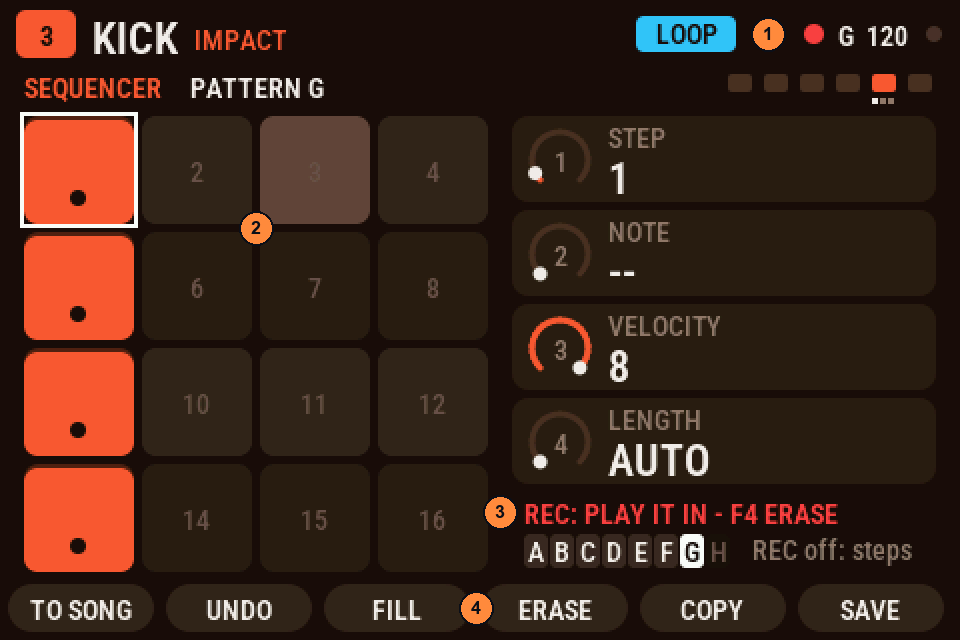 3 KICK IMPACT LOOP 1 G 120
SEQUENCER PATTERN G
2 3 4
2
6 7 8
10 11 12
14 15 16
1 STEP
1
2 NOTE
--
3 VELOCITY
8
4 LENGTH
AUTO
3 REC: PLAY IT IN - F4 ERASE
A B C D E F G H REC off: steps
TO SONG UNDO FILL 4 ERASE COPY SAVE